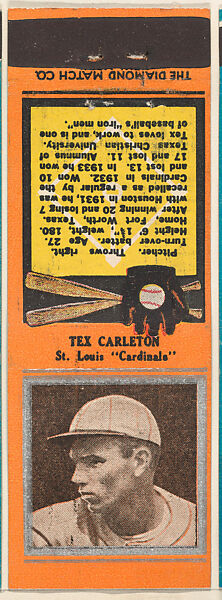 THE DIAMOND MATCH CO.
Pitcher. Throws right.
Turn-over batter. Age 27.
Height, 6' 1½", weight, 180.
Home, Fort Worth, Texas.
After winning 20 and losing 7
with Houston in 1931, he was
recalled as a regular by the
Cardinals in 1932. Won 10
and lost 13. In 1933 won
17 and lost 11. Alumnus of
Texas Christian University.
Tex loves to work, and is one
of baseball's "iron men."
TEX CARLETON
St. Louis "Cardinals"